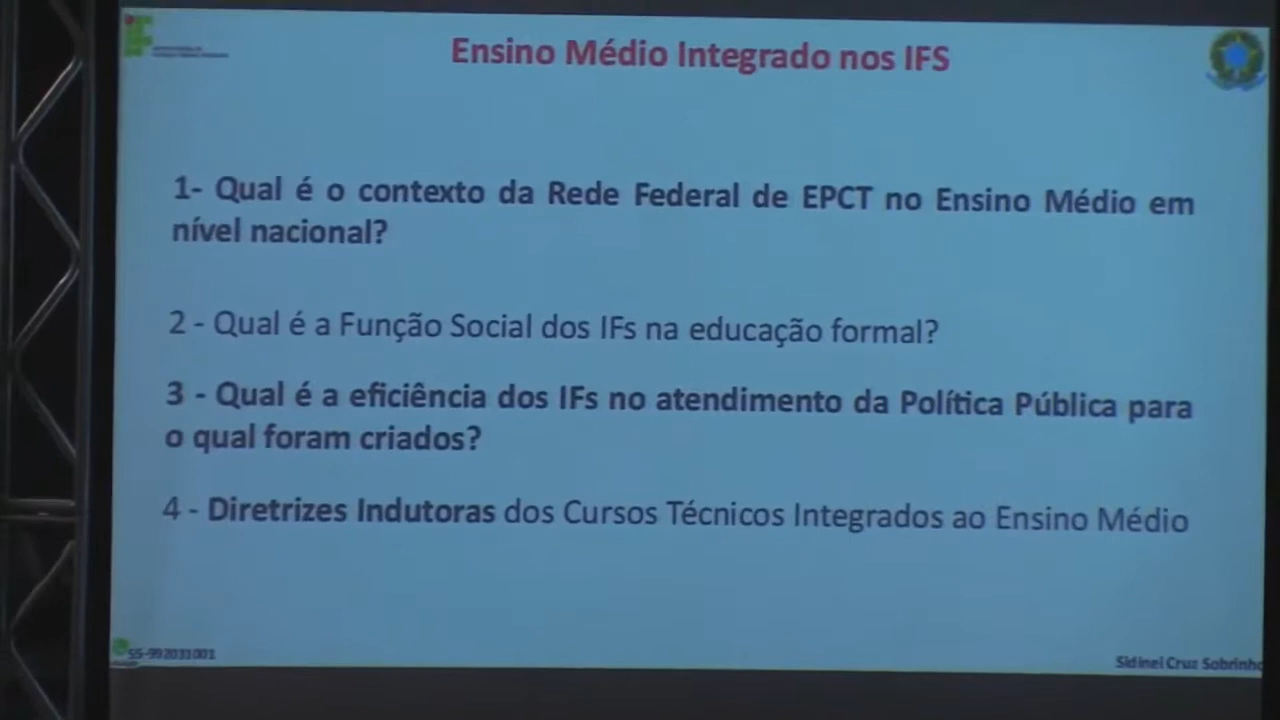 Ensino Médio Integrado nos IFS
1- Qual é o contexto da Rede Federal de EPCT no Ensino Médio em
nível nacional?
2 - Qual é a Função Social dos IFs na educação formal?
3 - Qual é a eficiência dos IFs no atendimento da Política Pública para
o qual foram criados?
4 - Diretrizes Indutoras dos Cursos Técnicos Integrados ao Ensino Médio
55-992031001
Sidinei Cruz Sobrinho